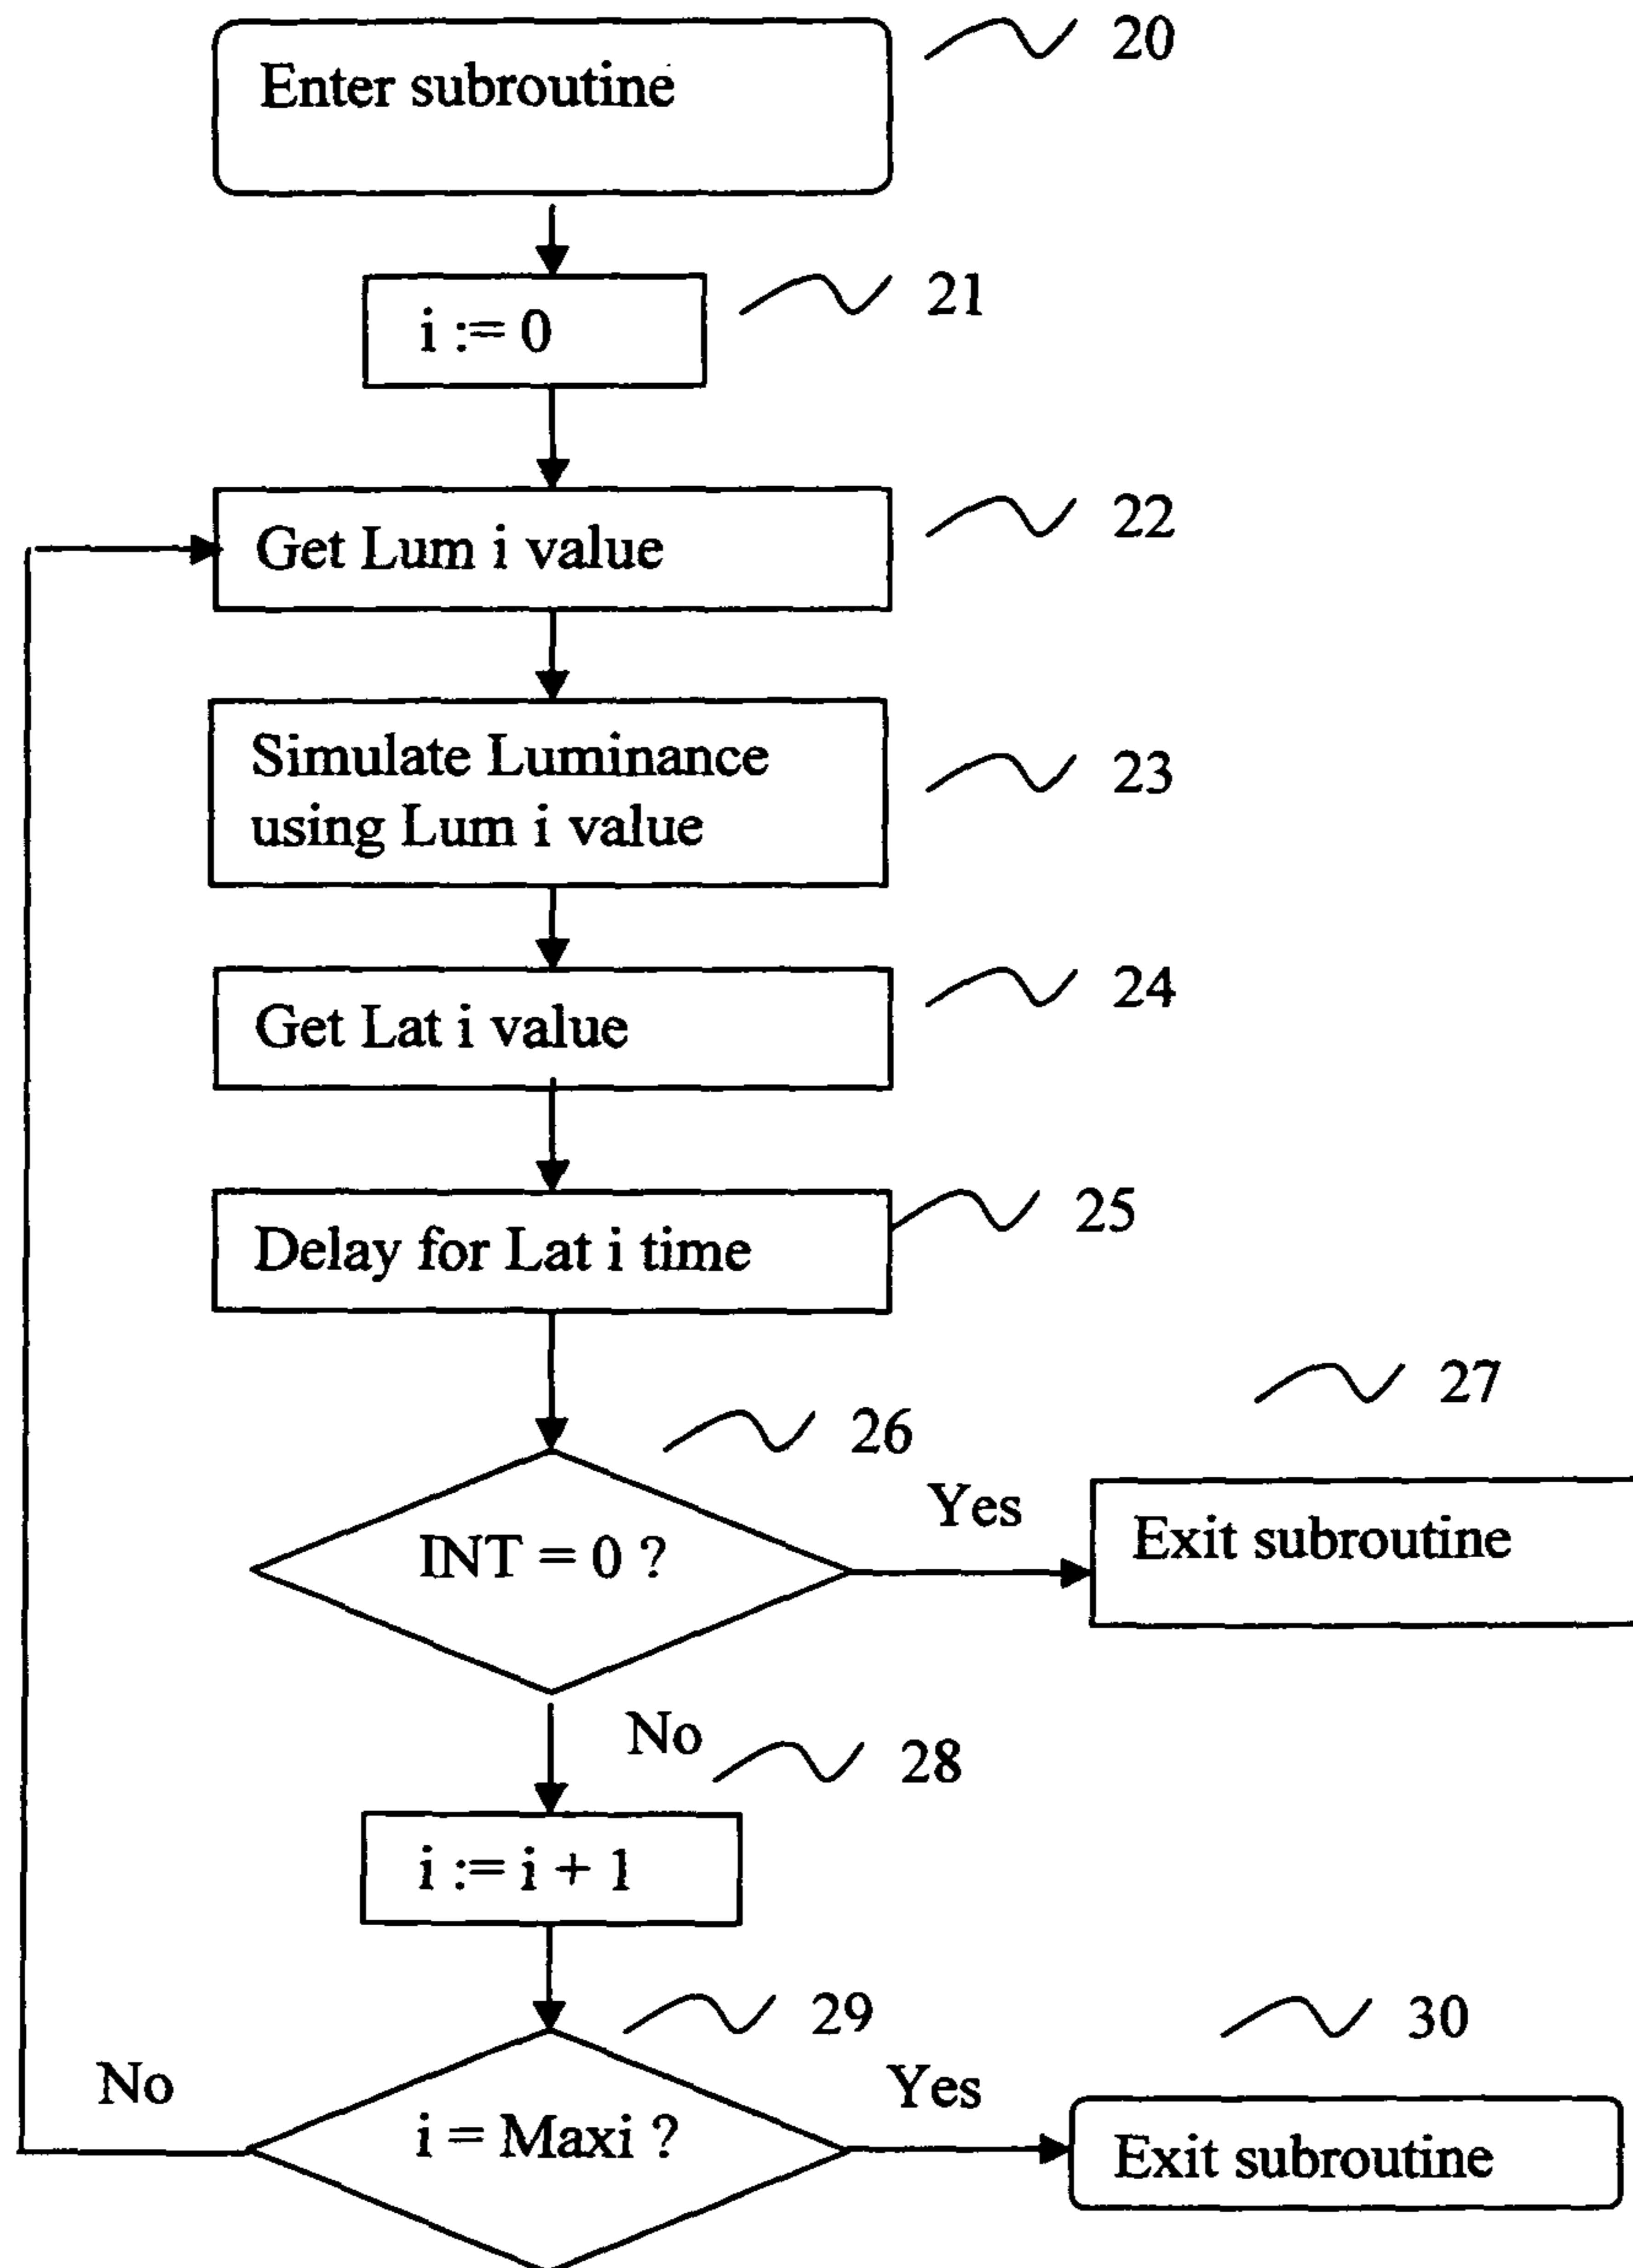 Enter subroutine
20
i := 0
21
Get Lum i value
22
Simulate Luminance
using Lum i value
23
Get Lat i value
24
Delay for Lat i time
25
INT = 0 ?
26
Yes
Exit subroutine
27
No
i := i + 1
28
i = Maxi ?
29
No
Yes
Exit subroutine
30